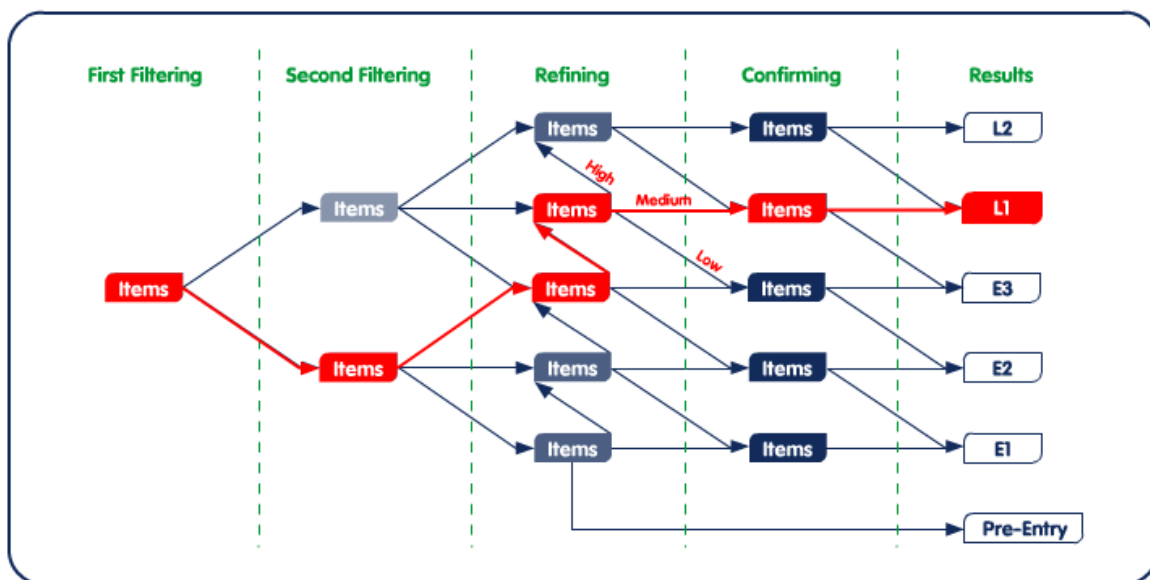 First Filtering
Second Filtering
Refining
Confirming
Results
Items
Items
L2
High
Items
Items
Medium
Items
L1
Low
Items
Items
Items
E3
Items
Items
Items
E2
Items
Items
E1
Pre-Entry